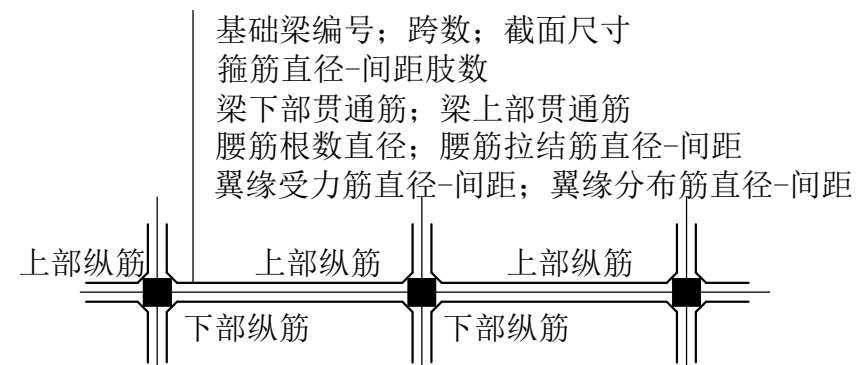 基础梁编号；跨数；截面尺寸
箍筋直径-间距肢数
梁下部贯通筋；梁上部贯通筋
腰筋根数直径；腰筋拉结筋直径-间距
翼缘受力筋直径-间距；翼缘分布筋直径-间距
上部纵筋 上部纵筋 上部纵筋
下部纵筋 下部纵筋